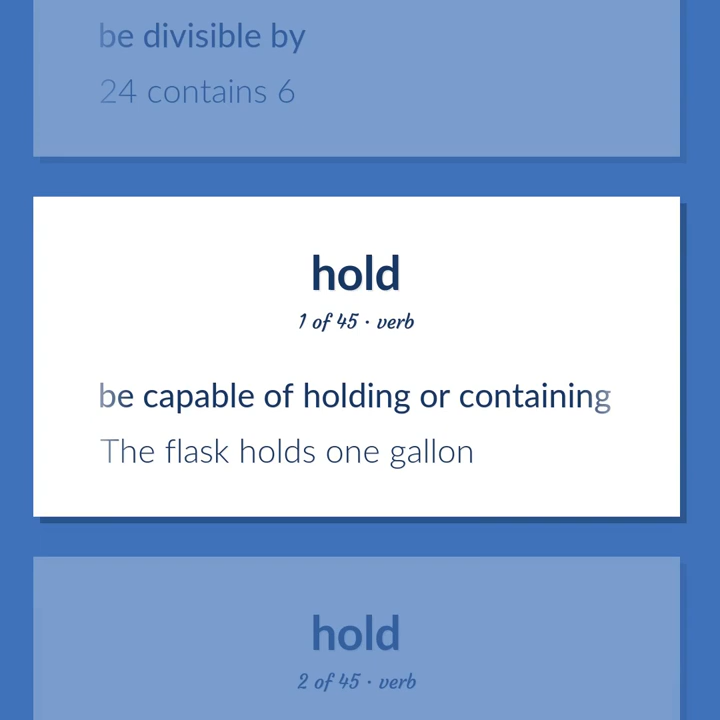 be divisible by
24 contains 6
hold
1 of 45 · verb
be capable of holding or containing
The flask holds one gallon
hold
2 of 45 · verb